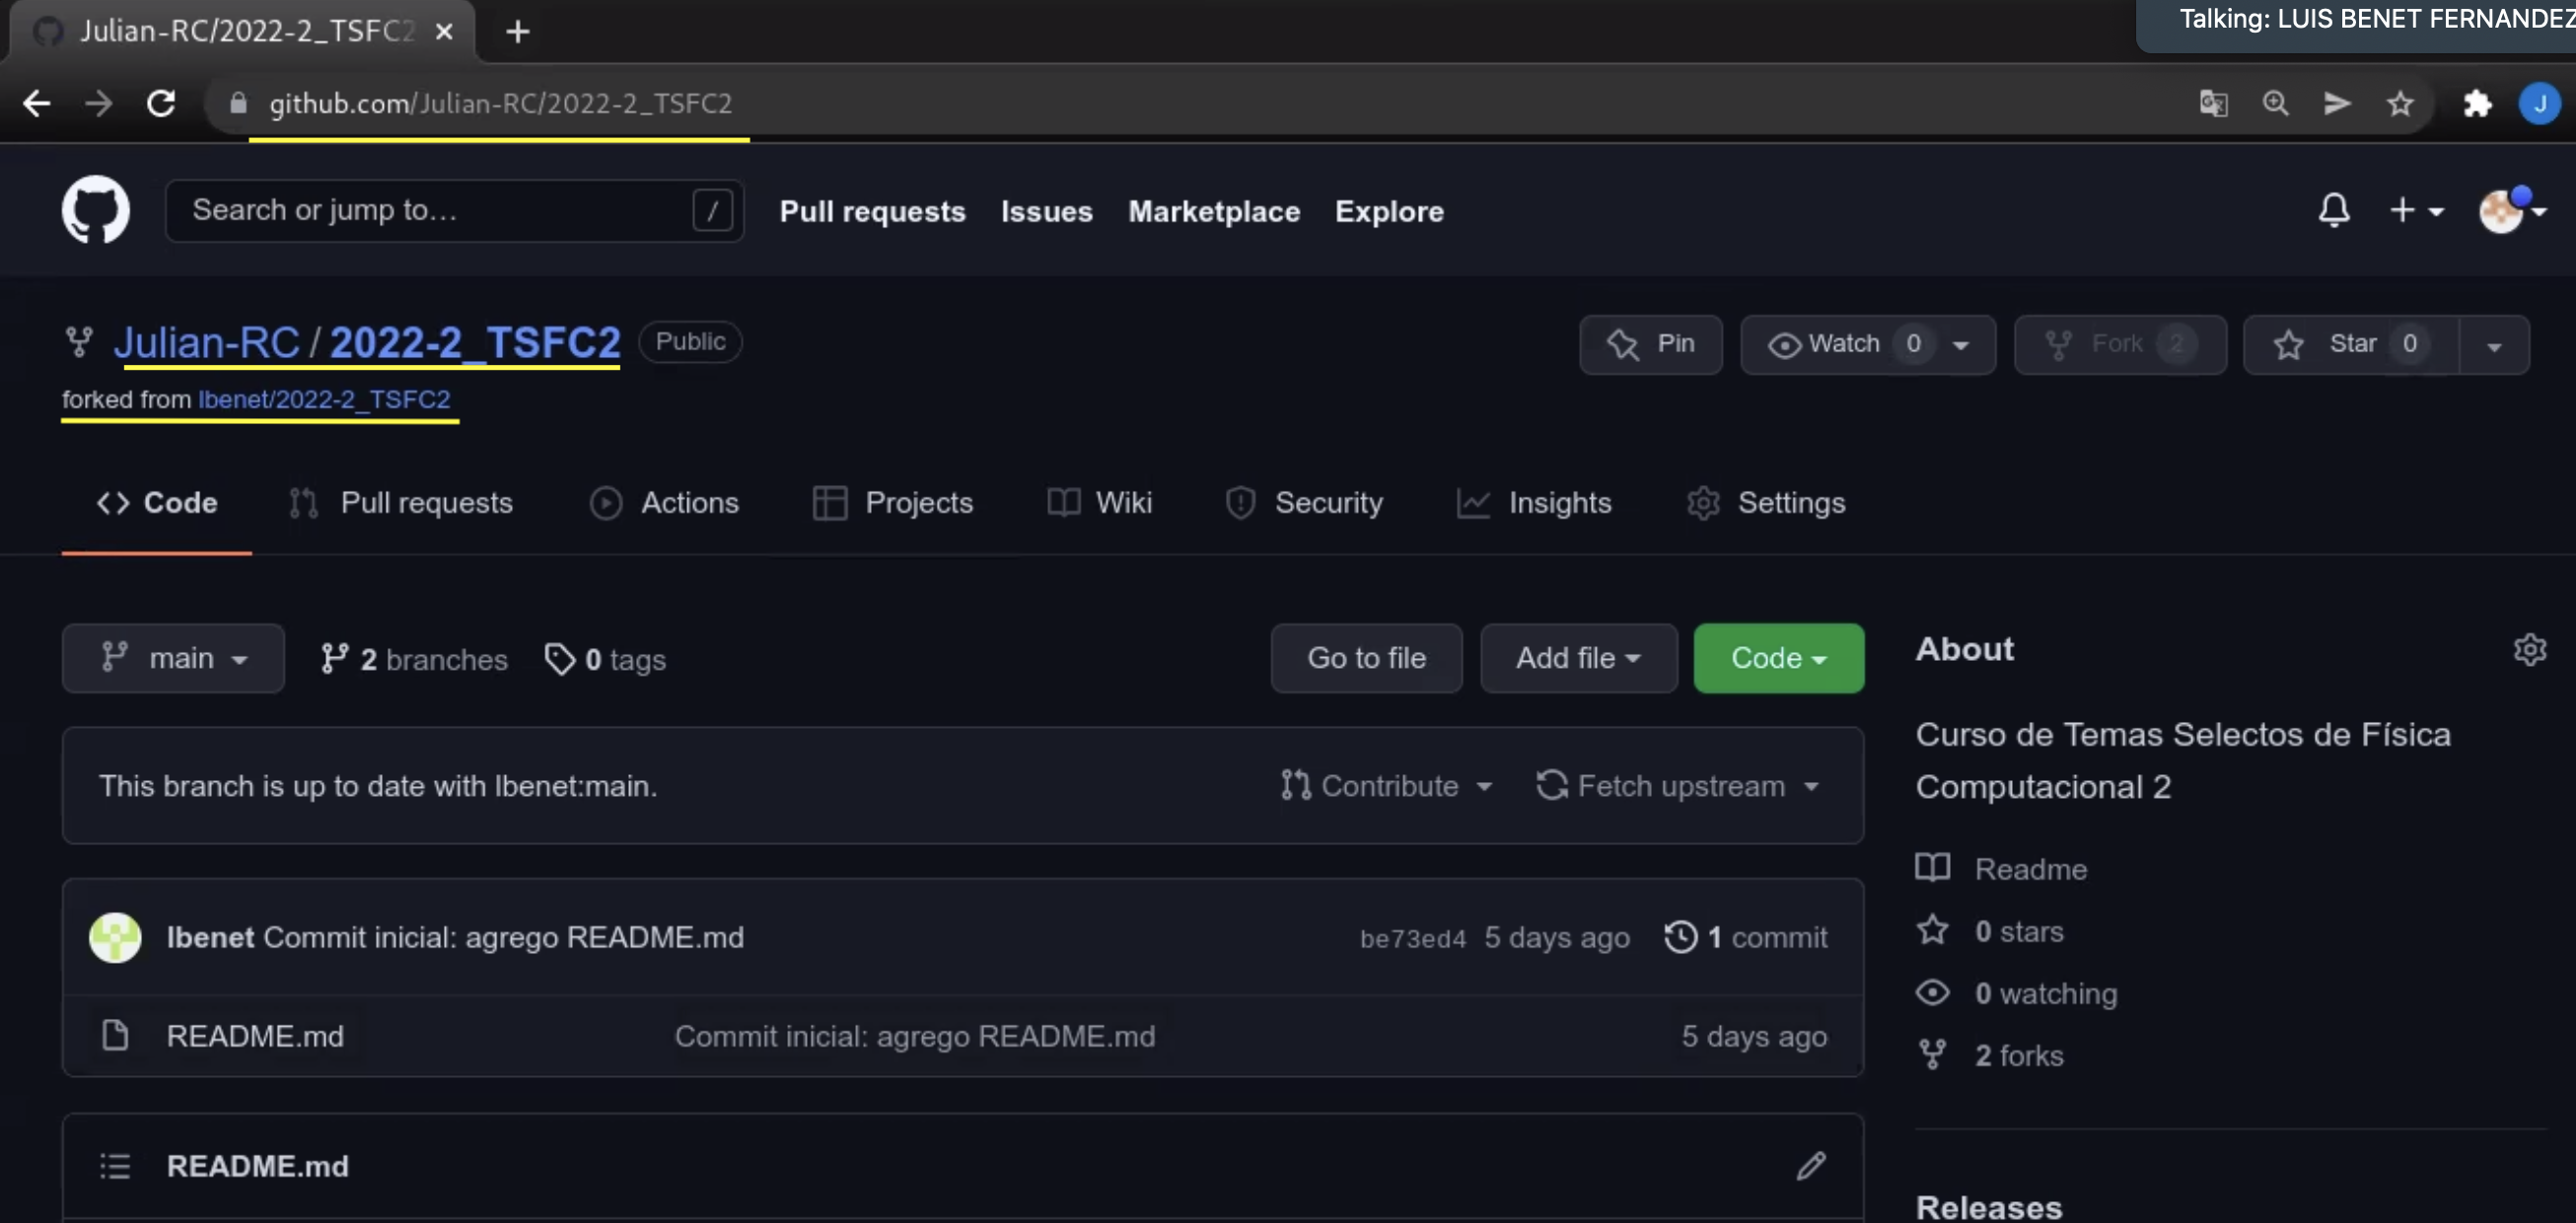 Julian-RC/2022-2_TSFC2
Talking: LUIS BENET FERNANDEZ
github.com/Julian-RC/2022-2_TSFC2
J
Search or jump to…
/
Pull requests Issues Marketplace Explore
Julian-RC / 2022-2_TSFC2 Public
Pin Watch 0 Fork 2 Star 0
forked from lbenet/2022-2_TSFC2
Code Pull requests Actions Projects Wiki Security Insights Settings
main 2 branches 0 tags Go to file Add file Code
This branch is up to date with lbenet:main. Contribute Fetch upstream
lbenet Commit inicial: agrego README.md be73ed4 5 days ago 1 commit
README.md Commit inicial: agrego README.md 5 days ago
README.md
About
Curso de Temas Selectos de Física
Computacional 2
Readme
0 stars
0 watching
2 forks
Releases